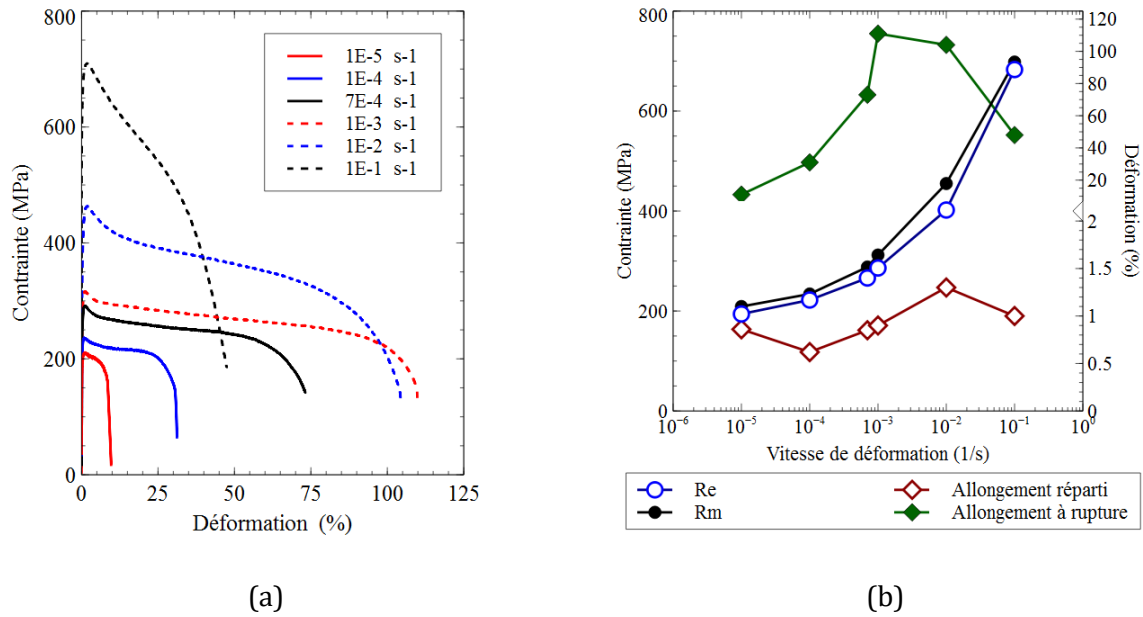 800
600
400
200
0
0
25
50
75
100
125
Contrainte (MPa)
Déformation (%)
1E-5 s-1
1E-4 s-1
7E-4 s-1
1E-3 s-1
1E-2 s-1
1E-1 s-1
(a)
800
600
400
200
0
Contrainte (MPa)
120
100
80
60
40
20
2
1.5
1
0.5
0
Déformation (%)
10⁻⁶
10⁻⁵
10⁻⁴
10⁻³
10⁻²
10⁻¹
10⁰
Vitesse de déformation (1/s)
Re
Rm
Allongement réparti
Allongement à rupture
(b)